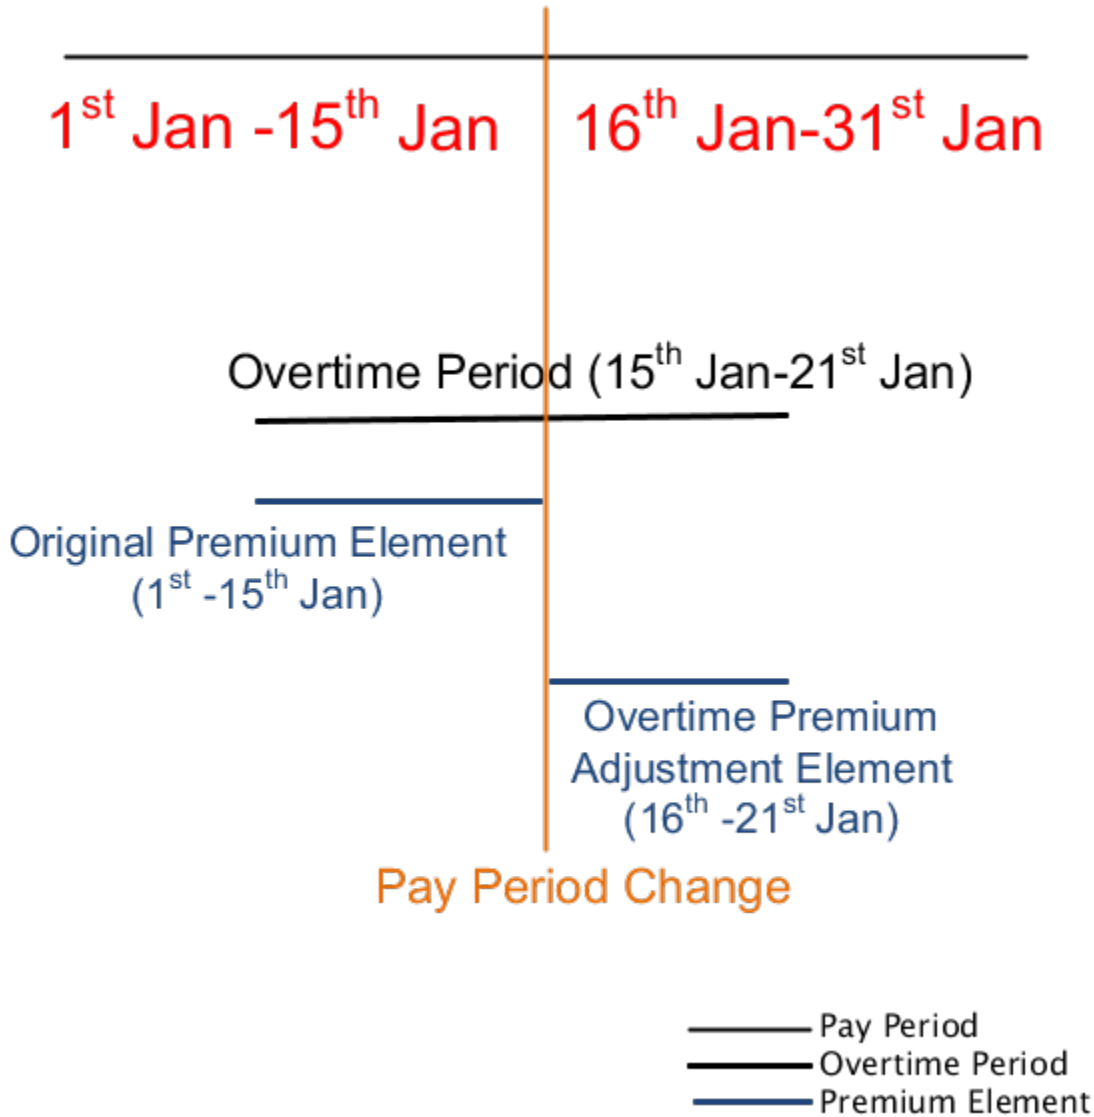 1st Jan -15th Jan
16th Jan-31st Jan
Overtime Period (15th Jan-21st Jan)
Original Premium Element
(1st -15th Jan)
Overtime Premium
Adjustment Element
(16th -21st Jan)
Pay Period Change
Pay Period
Overtime Period
Premium Element